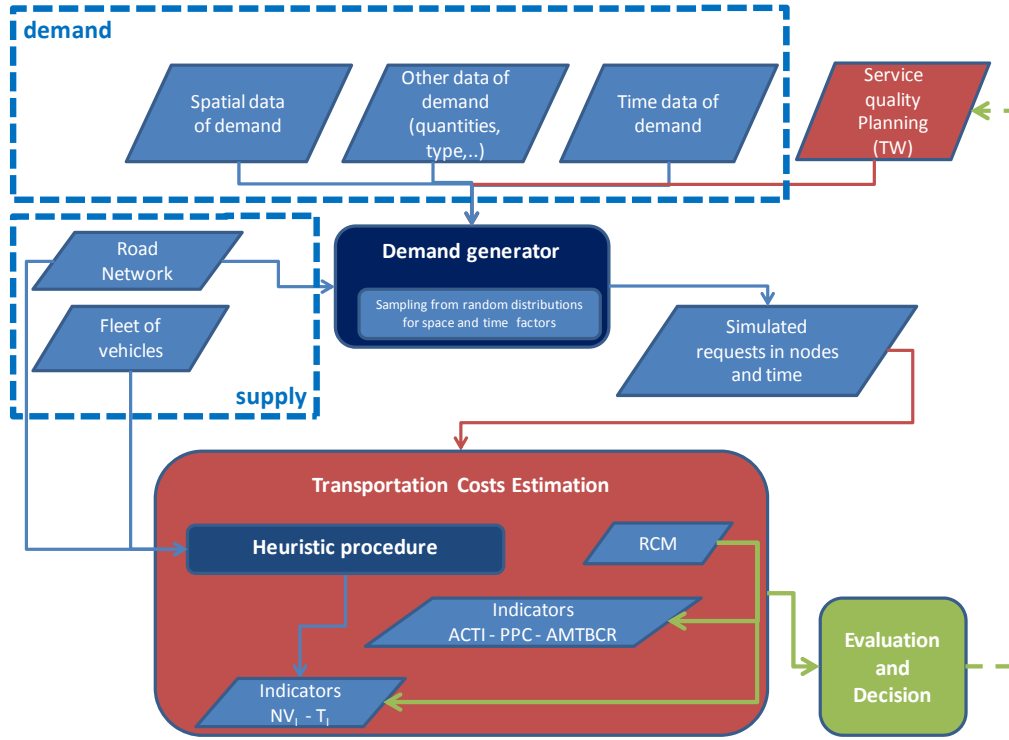 demand
Spatial data
of demand
Other data of
demand
(quantities,
type,..)
Time data of
demand
Service
quality
Planning
(TW)
Road
Network
Fleet of
vehicles
supply
Demand generator
Sampling from random distributions
for space and time factors
Simulated
requests in nodes
and time
Transportation Costs Estimation
Heuristic procedure
RCM
Indicators
ACTI - PPC - AMTBCR
Indicators
NVI - TI
Evaluation
and
Decision